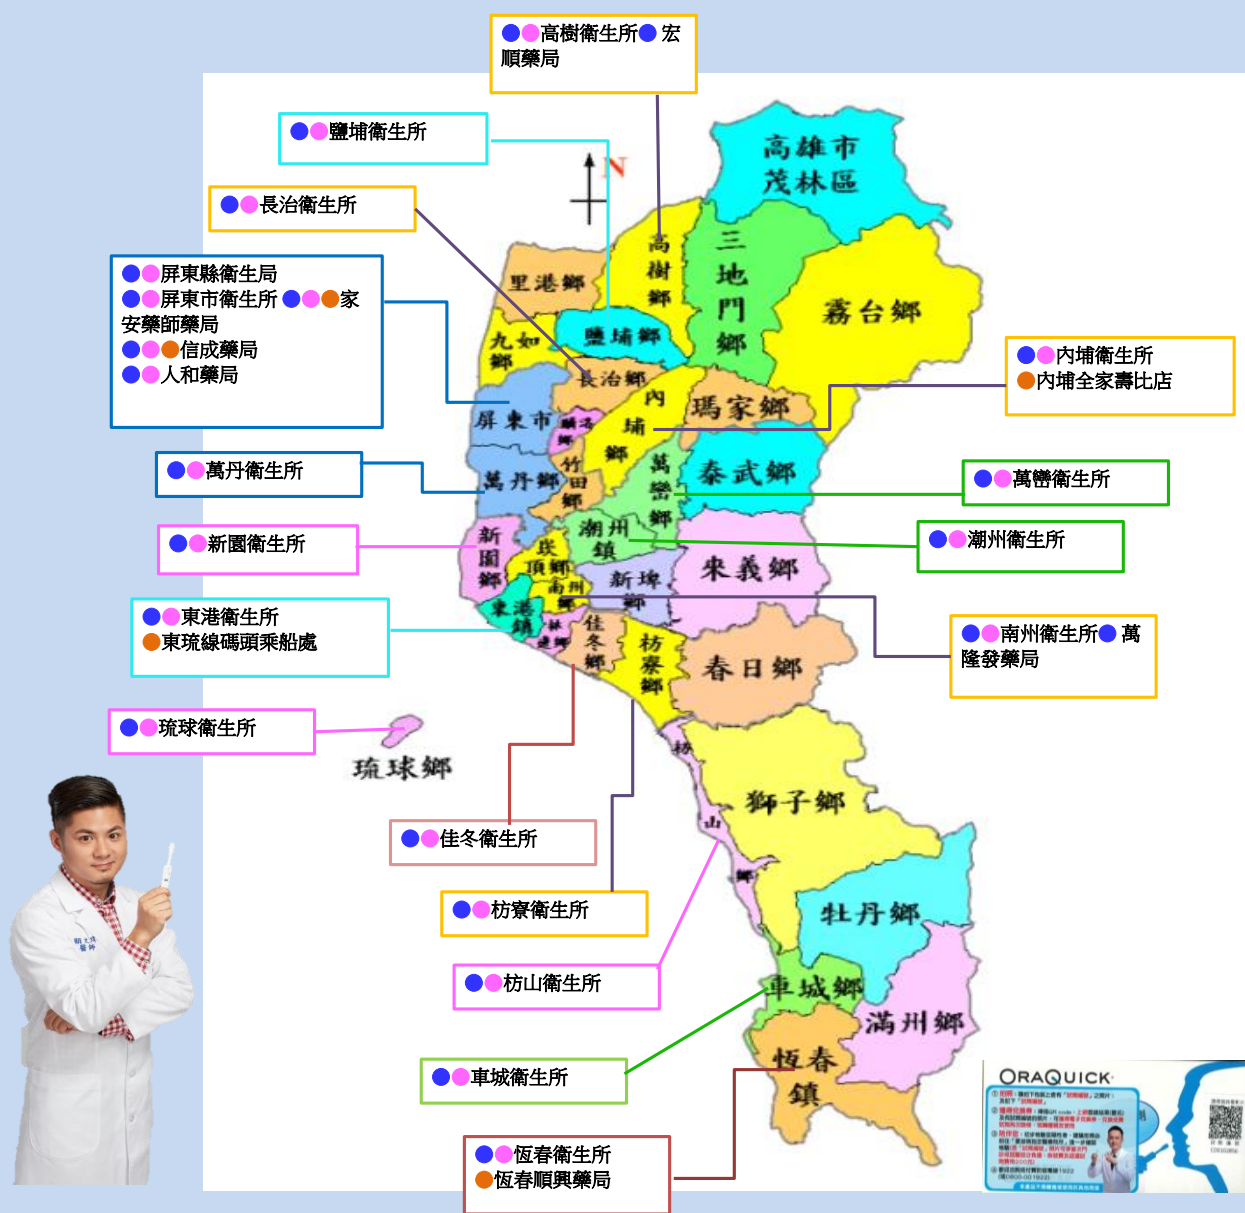 高樹衛生所 宏
順藥局
鹽埔衛生所
長治衛生所
屏東縣衛生局
屏東市衛生所 家
安藥師藥局
信成藥局
人和藥局
萬丹衛生所
新園衛生所
東港衛生所
東琉線碼頭乘船處
琉球衛生所
佳冬衛生所
枋寮衛生所
枋山衛生所
車城衛生所
恆春衛生所
恆春順興藥局
內埔衛生所
內埔全家壽比店
萬巒衛生所
潮州衛生所
南州衛生所 萬
隆發藥局
N
高雄市
茂林區
三地門鄉
霧台鄉
高樹鄉
里港鄉
鹽埔鄉
九如鄉
長治鄉
內埔鄉
瑪家鄉
屏東市
竹田鄉
萬巒鄉
泰武鄉
萬丹鄉
潮州鎮
新園鄉
崁頂鄉
來義鄉
新埤鄉
南州鄉
東港鎮
佳冬鄉
枋寮鄉
春日鄉
琉球鄉
枋山鄉
獅子鄉
牡丹鄉
車城鄉
滿州鄉
恆春鎮
ORAQUICK